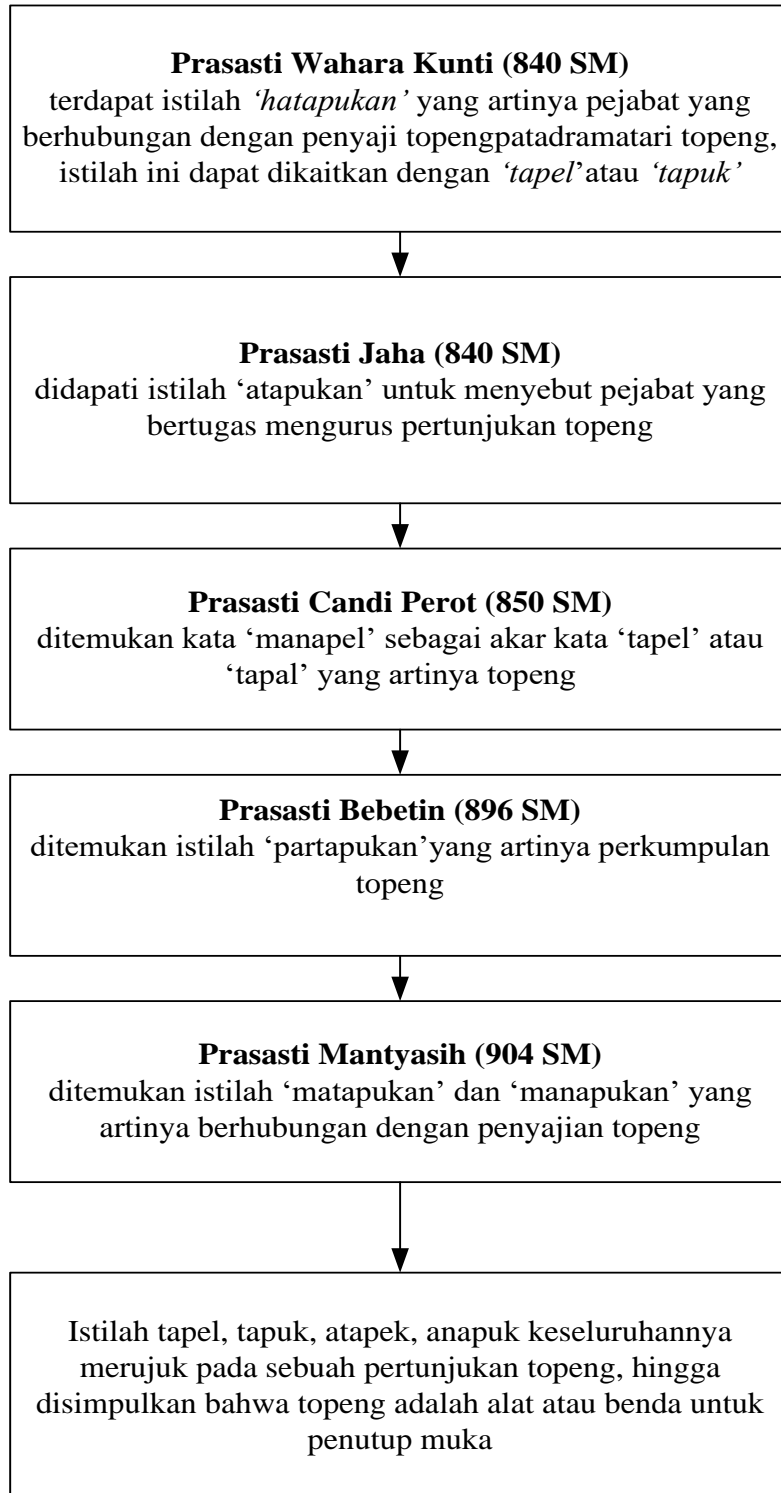 Prasasti Wahara Kunti (840 SM)
terdapat istilah ‘hatapukan’ yang artinya pejabat yang
berhubungan dengan penyaji topengpatadramatari topeng,
istilah ini dapat dikaitkan dengan ‘tapel’atau ‘tapuk’
Prasasti Jaha (840 SM)
didapati istilah ‘atapukan’ untuk menyebut pejabat yang
bertugas mengurus pertunjukan topeng
Prasasti Candi Perot (850 SM)
ditemukan kata ‘manapel’ sebagai akar kata ‘tapel’ atau
‘tapal’ yang artinya topeng
Prasasti Bebetin (896 SM)
ditemukan istilah ‘partapukan’yang artinya perkumpulan
topeng
Prasasti Mantyasih (904 SM)
ditemukan istilah ‘matapukan’ dan ‘manapukan’ yang
artinya berhubungan dengan penyajian topeng
Istilah tapel, tapuk, atapek, anapuk keseluruhannya
merujuk pada sebuah pertunjukan topeng, hingga
disimpulkan bahwa topeng adalah alat atau benda untuk
penutup muka